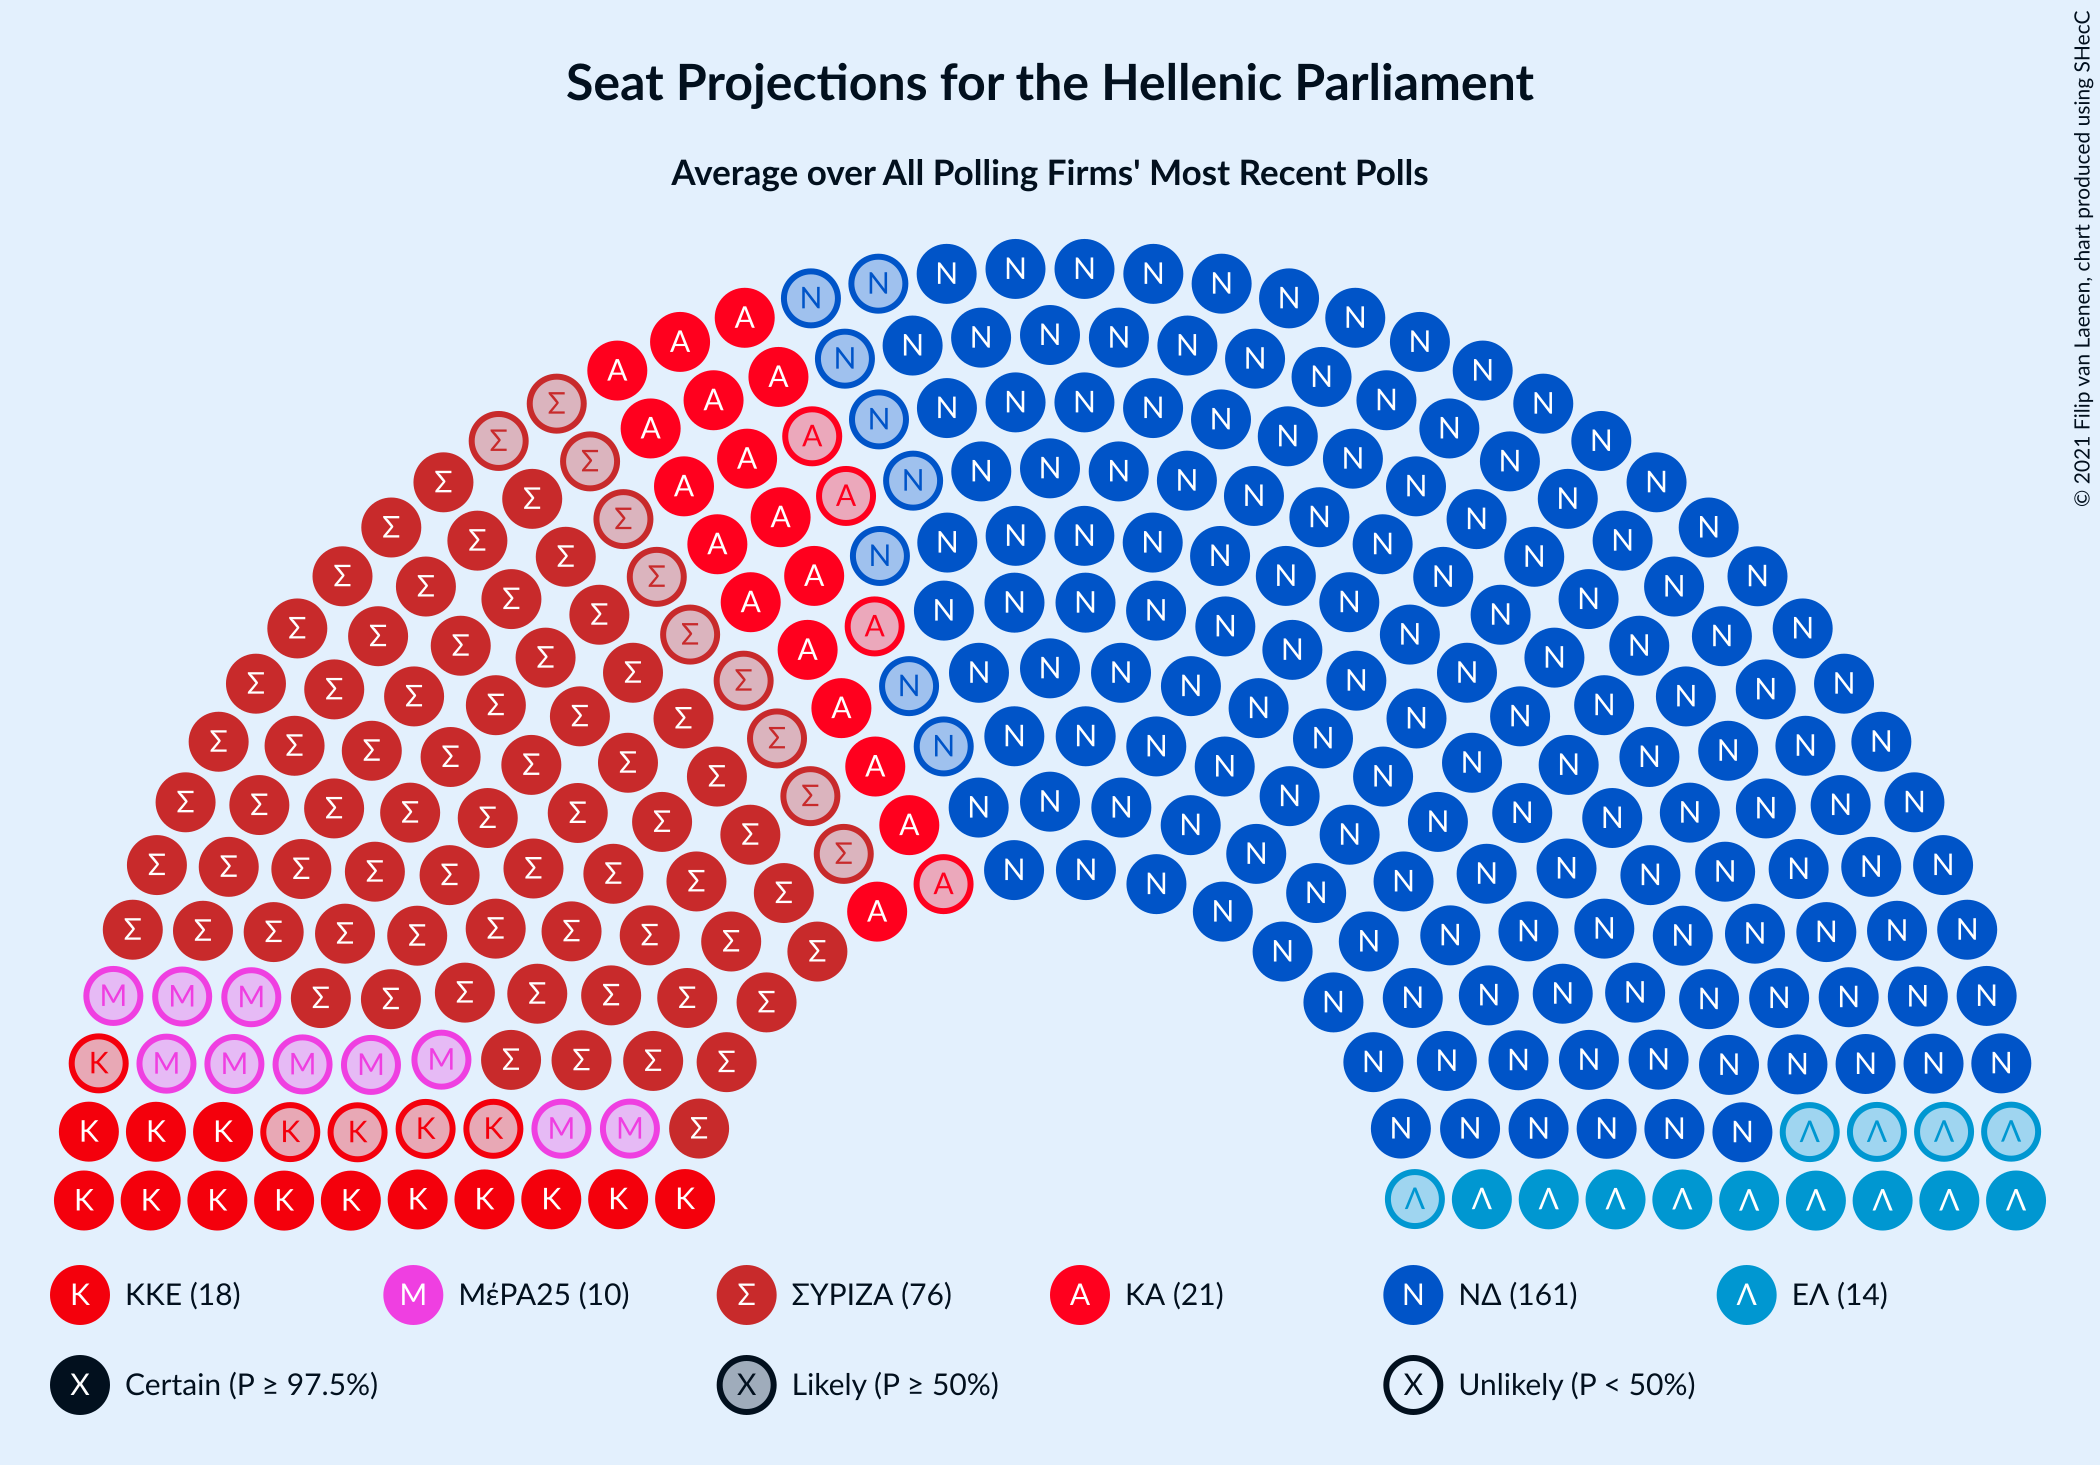 Seat Projections for the Hellenic Parliament
Average over All Polling Firms' Most Recent Polls
© 2021 Filip van Laenen, chart produced using SHecC
K ΚΚΕ (18)
M ΜέΡΑ25 (10)
Σ ΣΥΡΙΖΑ (76)
A ΚΑ (21)
N ΝΔ (161)
Λ ΕΛ (14)
X Certain (P ≥ 97.5%)
X Likely (P ≥ 50%)
X Unlikely (P < 50%)